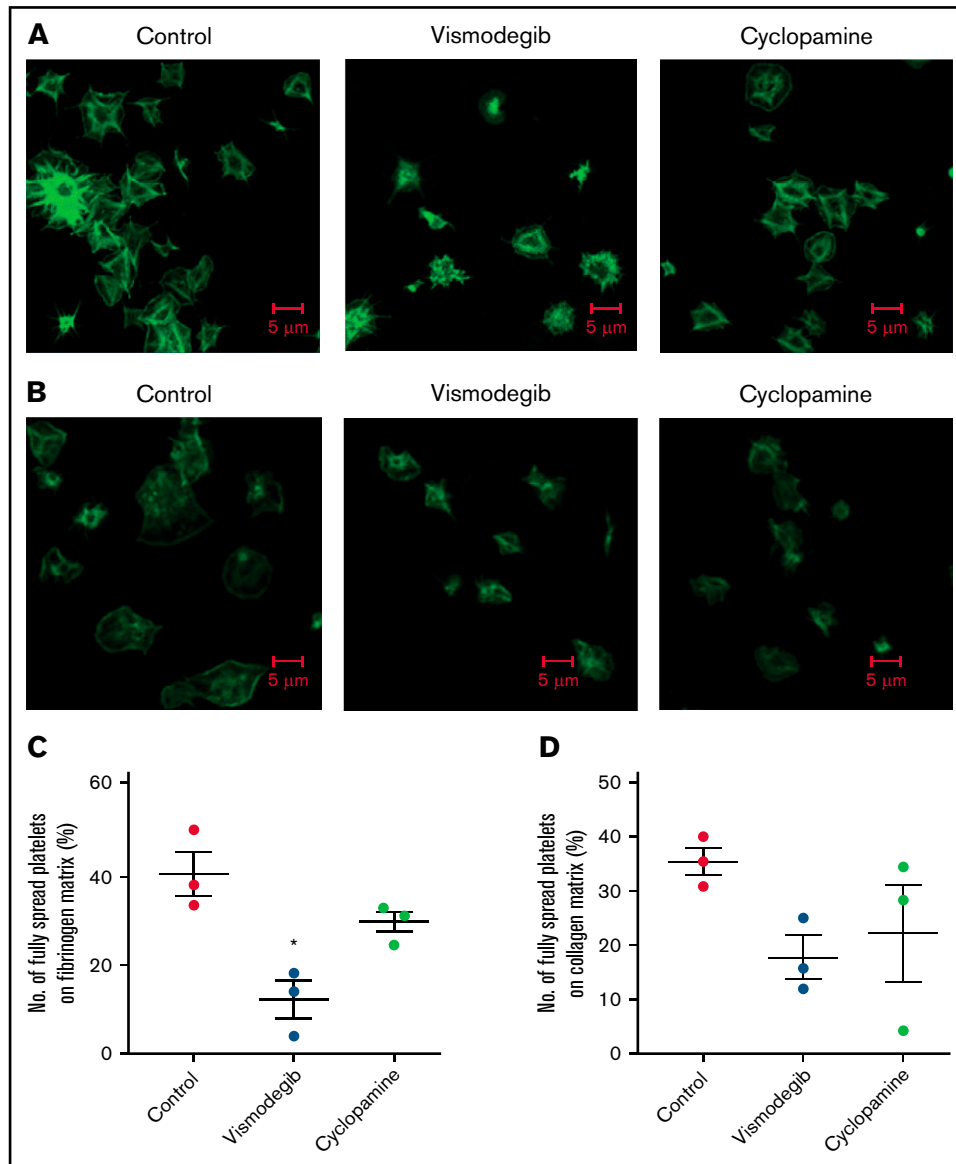 A
Control
Vismodegib
Cyclopamine
5 µm
5 µm
5 µm
B
Control
Vismodegib
Cyclopamine
5 µm
5 µm
5 µm
C
No. of fully spread platelets
on fibrinogen matrix (%)
60
40
20
0
*
Control
Vismodegib
Cyclopamine
D
No. of fully spread platelets
on collagen matrix (%)
50
40
30
20
10
0
Control
Vismodegib
Cyclopamine